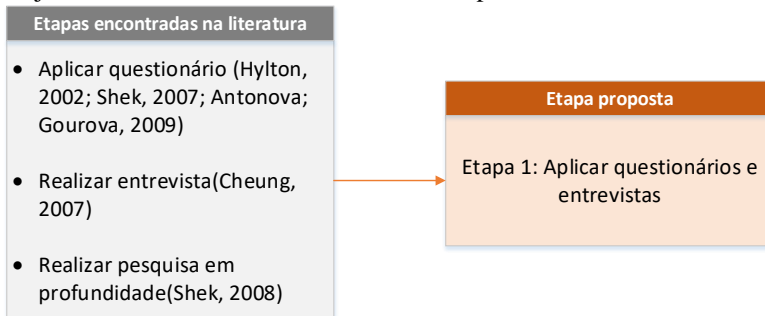 Etapas encontradas na literatura
• Aplicar questionário (Hylton,
2002; Shek, 2007; Antonova;
Gourova, 2009)
• Realizar entrevista(Cheung,
2007)
• Realizar pesquisa em
profundidade(Shek, 2008)
Etapa proposta
Etapa 1: Aplicar questionários e
entrevistas